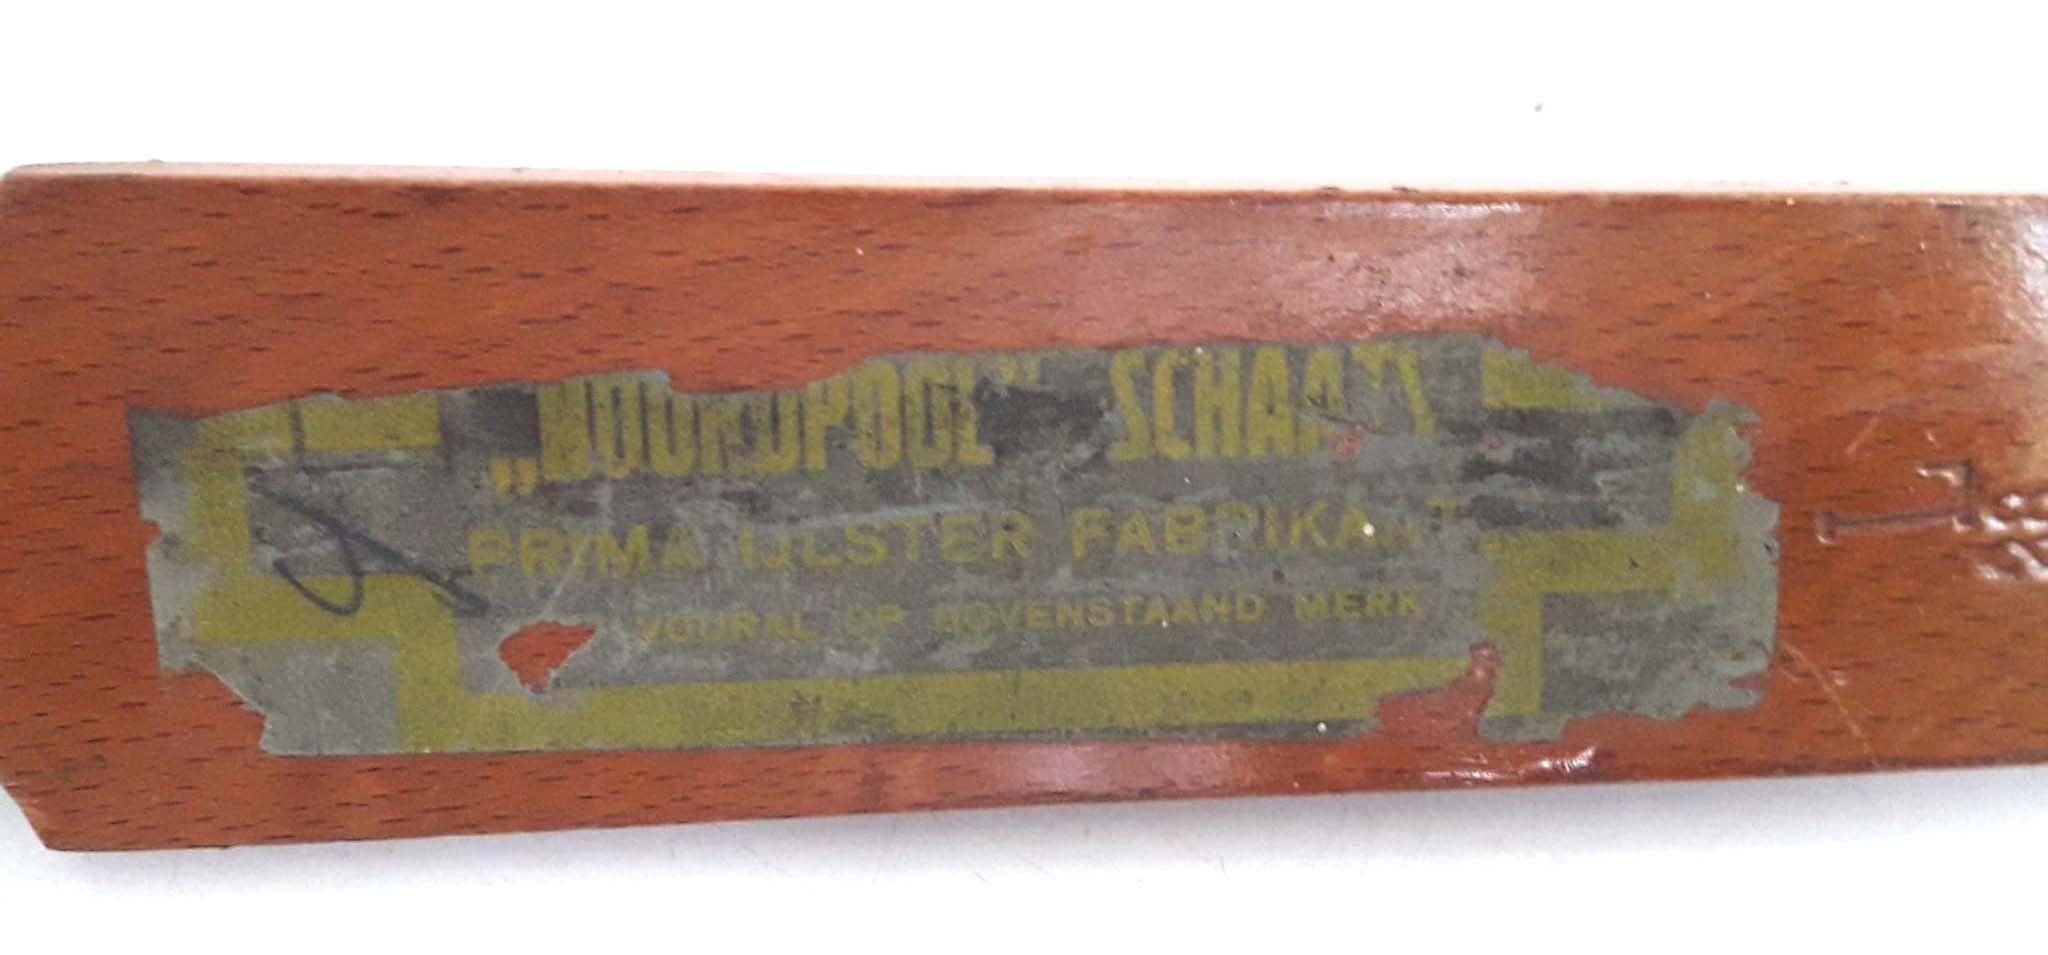 „NOORDPOOL" SCHAATS
PRIMA IJLSTER FABRIKAAT
VOORAL OP BOVENSTAAND MERK